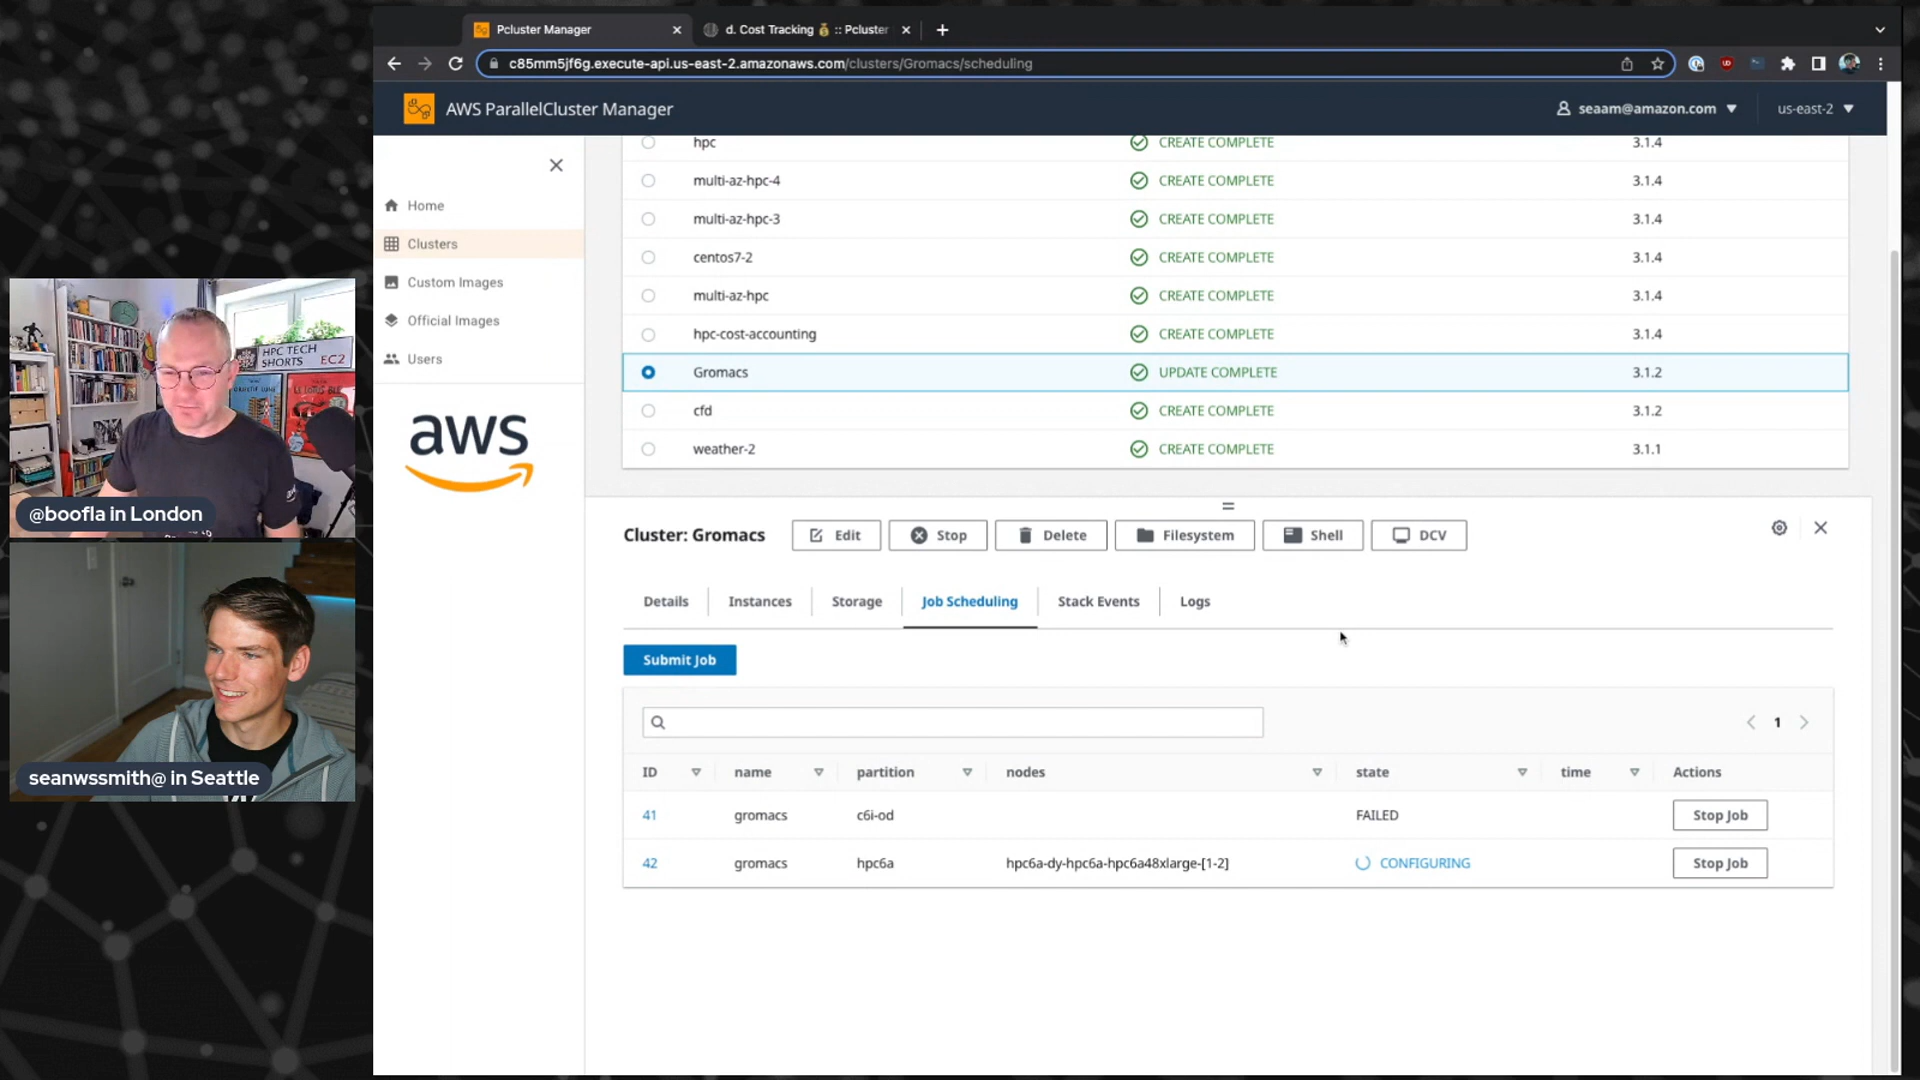 Pcluster Manager
d. Cost Tracking 💰 :: Pcluster
c85mm5jf6g.execute-api.us-east-2.amazonaws.com/clusters/Gromacs/scheduling
AWS ParallelCluster Manager
seaam@amazon.com
us-east-2
Home
Clusters
Custom Images
Official Images
Users
aws
hpc CREATE COMPLETE 3.1.4
multi-az-hpc-4 CREATE COMPLETE 3.1.4
multi-az-hpc-3 CREATE COMPLETE 3.1.4
centos7-2 CREATE COMPLETE 3.1.4
multi-az-hpc CREATE COMPLETE 3.1.4
hpc-cost-accounting CREATE COMPLETE 3.1.4
Gromacs UPDATE COMPLETE 3.1.2
cfd CREATE COMPLETE 3.1.2
weather-2 CREATE COMPLETE 3.1.1
Cluster: Gromacs Edit Stop Delete Filesystem Shell DCV
Details Instances Storage Job Scheduling Stack Events Logs
Submit Job
1
ID name partition nodes state time Actions
41 gromacs c6i-od FAILED Stop Job
42 gromacs hpc6a hpc6a-dy-hpc6a-hpc6a48xlarge-[1-2] CONFIGURING Stop Job
HPC TECH
SHORTS EC2
@boofla in London
seanwssmith@ in Seattle